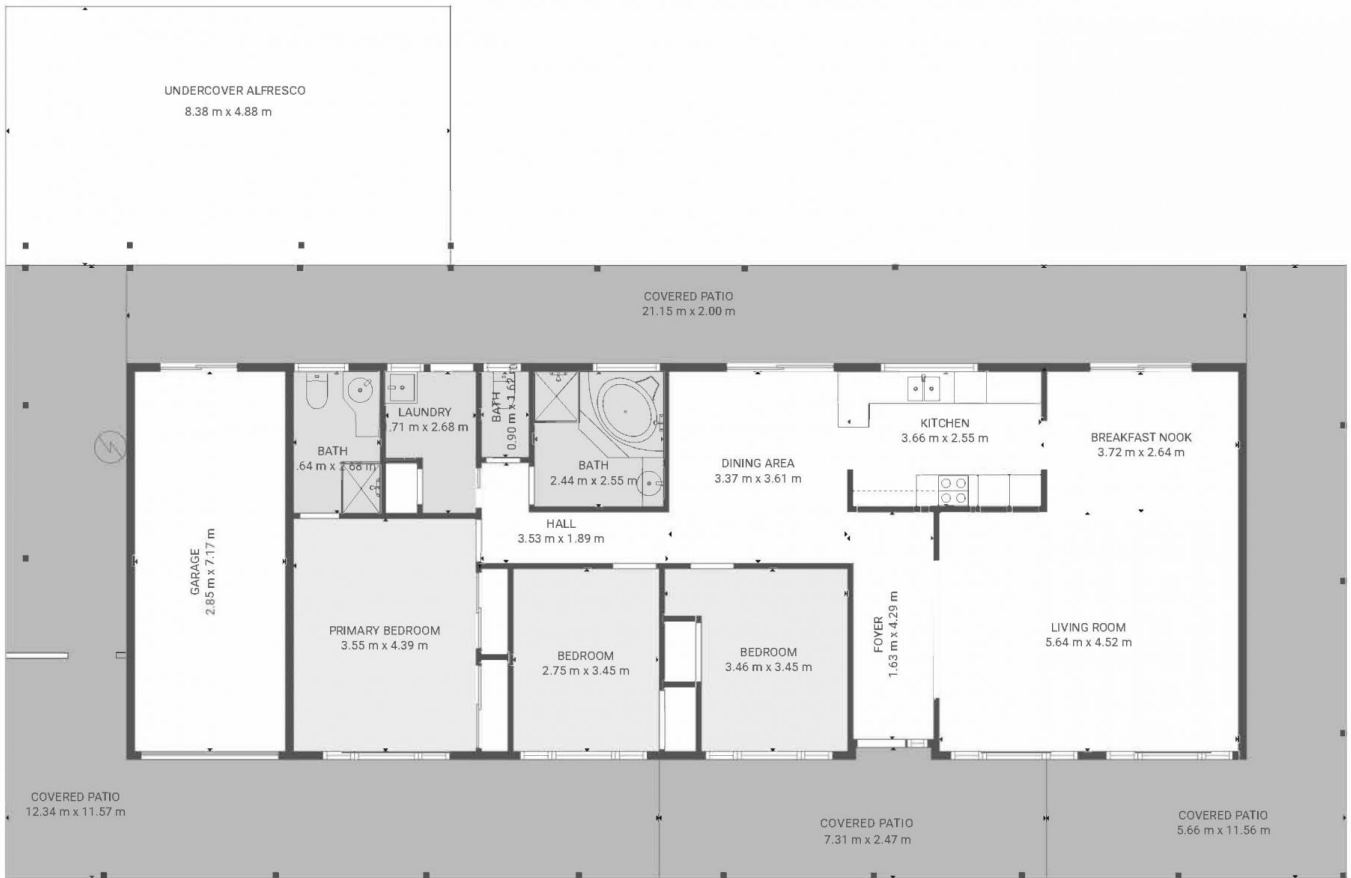 UNDERCOVER ALFRESCO
8.38 m x 4.88 m
COVERED PATIO
21.15 m x 2.00 m
LAUNDRY
.71 m x 2.68 m
BATH
0.90 m x 1.62 m
BATH
.64 m x 2.68 m
BATH
2.44 m x 2.55 m
DINING AREA
3.37 m x 3.61 m
KITCHEN
3.66 m x 2.55 m
BREAKFAST NOOK
3.72 m x 2.64 m
HALL
3.53 m x 1.89 m
GARAGE
2.85 m x 7.17 m
PRIMARY BEDROOM
3.55 m x 4.39 m
BEDROOM
2.75 m x 3.45 m
BEDROOM
3.46 m x 3.45 m
FOYER
1.63 m x 4.29 m
LIVING ROOM
5.64 m x 4.52 m
COVERED PATIO
12.34 m x 11.57 m
COVERED PATIO
7.31 m x 2.47 m
COVERED PATIO
5.66 m x 11.56 m